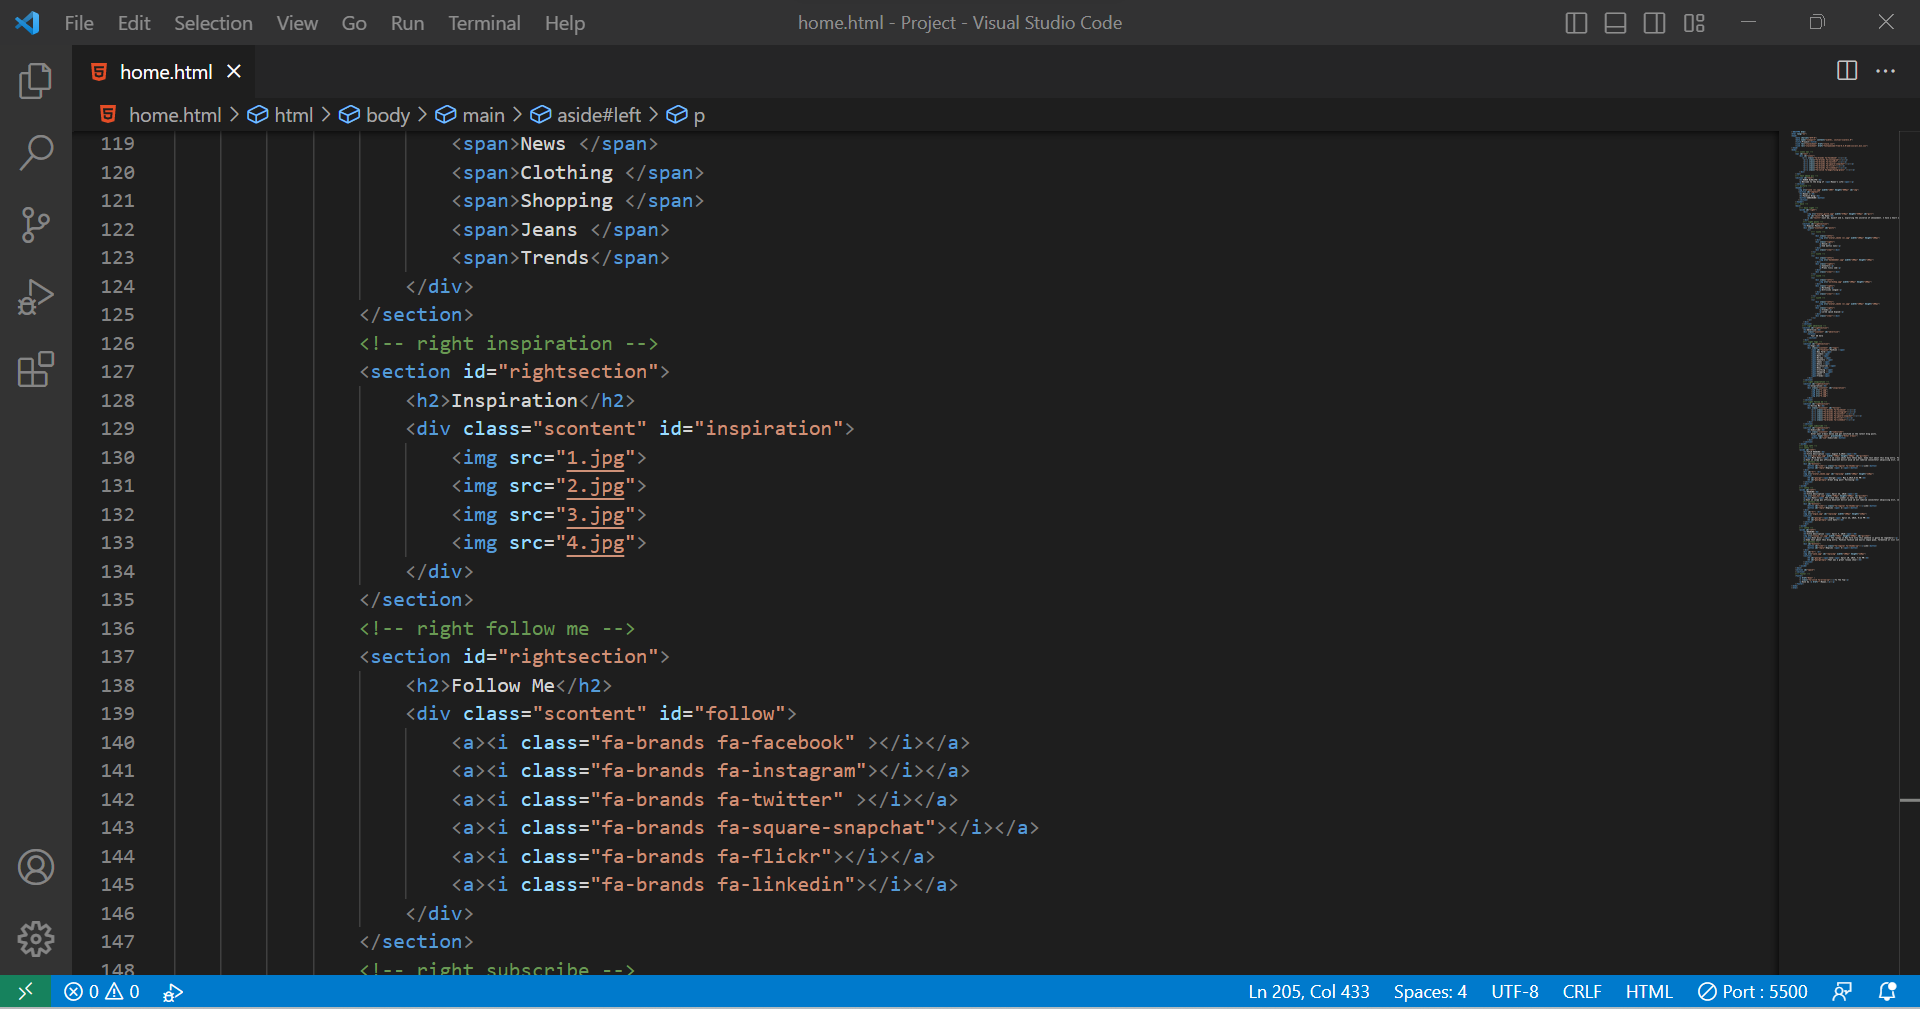 File Edit Selection View Go Run Terminal Help home.html - Project - Visual Studio Code
home.html
home.html > html > body > main > aside#left > p
119 <span>News </span>
120 <span>Clothing </span>
121 <span>Shopping </span>
122 <span>Jeans </span>
123 <span>Trends</span>
124 </div>
125 </section>
126 <!-- right inspiration -->
127 <section id="rightsection">
128 <h2>Inspiration</h2>
129 <div class="scontent" id="inspiration">
130 <img src="1.jpg">
131 <img src="2.jpg">
132 <img src="3.jpg">
133 <img src="4.jpg">
134 </div>
135 </section>
136 <!-- right follow me -->
137 <section id="rightsection">
138 <h2>Follow Me</h2>
139 <div class="scontent" id="follow">
140 <a><i class="fa-brands fa-facebook" ></i></a>
141 <a><i class="fa-brands fa-instagram"></i></a>
142 <a><i class="fa-brands fa-twitter" ></i></a>
143 <a><i class="fa-brands fa-square-snapchat"></i></a>
144 <a><i class="fa-brands fa-flickr"></i></a>
145 <a><i class="fa-brands fa-linkedin"></i></a>
146 </div>
147 </section>
148 <!-- right subscribe -->
0 0 Ln 205, Col 433 Spaces: 4 UTF-8 CRLF HTML Port : 5500